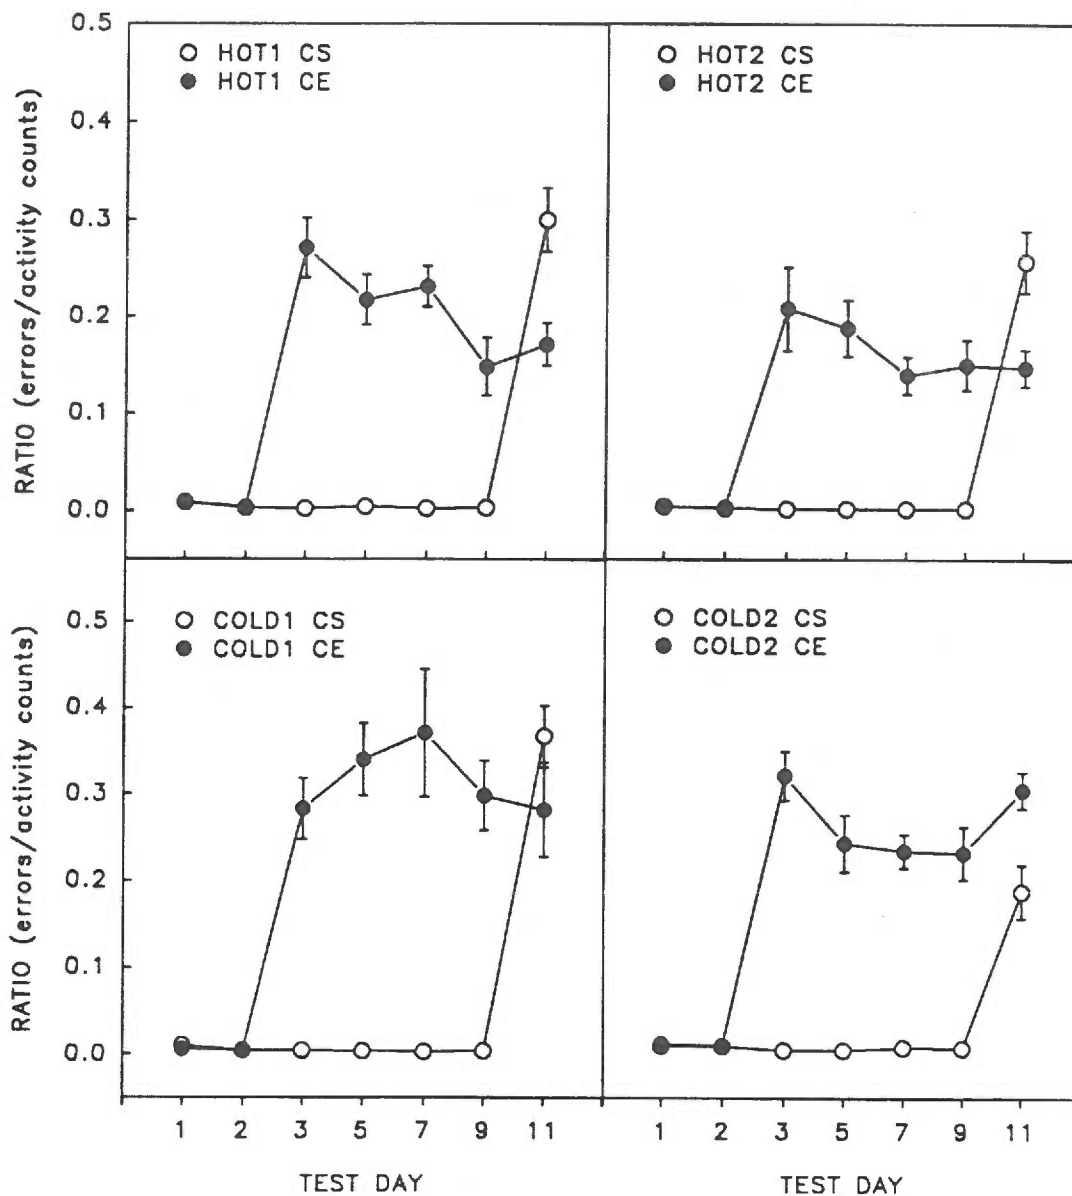 RATIO (errors/activity counts)
0.5
0.4
0.3
0.2
0.1
0.0
HOT1 CS
HOT1 CE
HOT2 CS
HOT2 CE
RATIO (errors/activity counts)
0.5
0.4
0.3
0.2
0.1
0.0
COLD1 CS
COLD1 CE
COLD2 CS
COLD2 CE
1 2 3 5 7 9 11
1 2 3 5 7 9 11
TEST DAY
TEST DAY